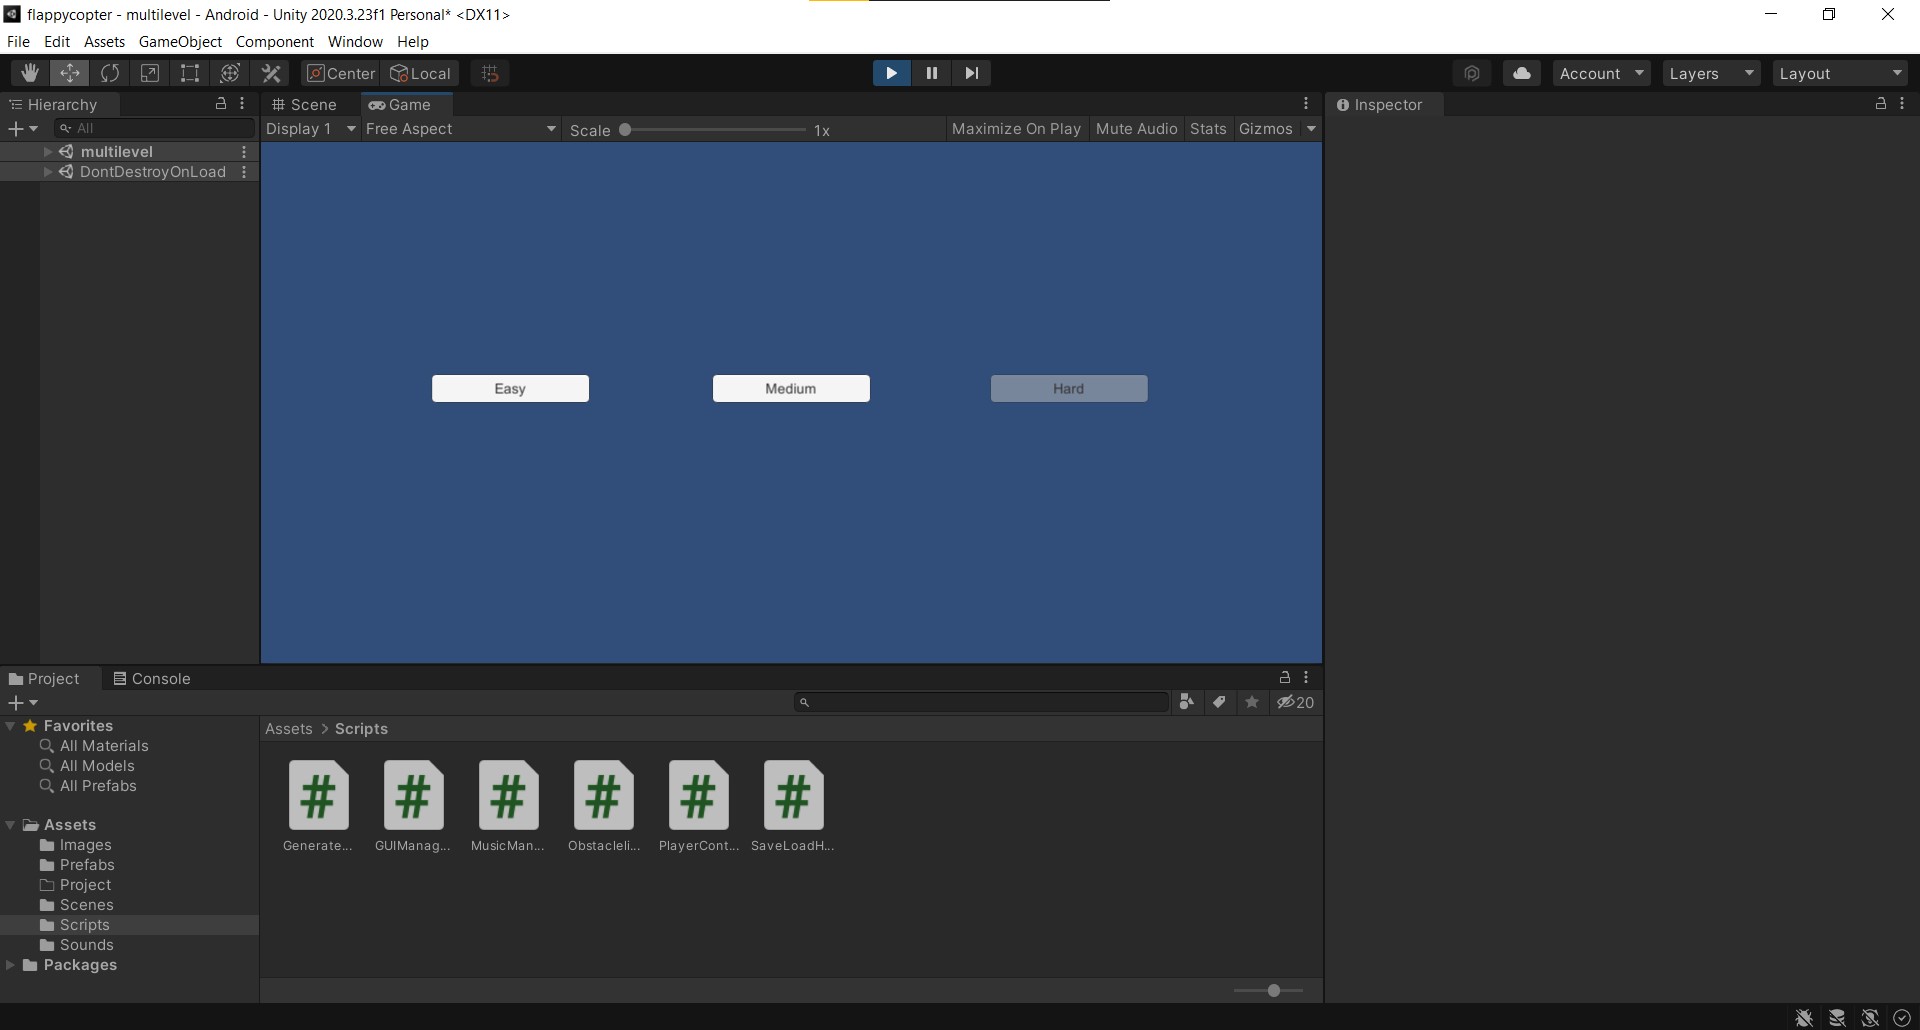 flappycopter - multilevel - Android - Unity 2020.3.23f1 Personal* <DX11>
File Edit Assets GameObject Component Window Help
Center Local Account Layers Layout
Hierarchy
All
multilevel
DontDestroyOnLoad
Scene Game
Display 1 Free Aspect Scale 1x Maximize On Play Mute Audio Stats Gizmos
Easy Medium Hard
Inspector
Project Console
20
Favorites
All Materials
All Models
All Prefabs
Assets
Images
Prefabs
Project
Scenes
Scripts
Sounds
Packages
Assets > Scripts
# # # # # #
Generate... GUIManag... MusicMan... Obstacleli... PlayerCont... SaveLoadH...